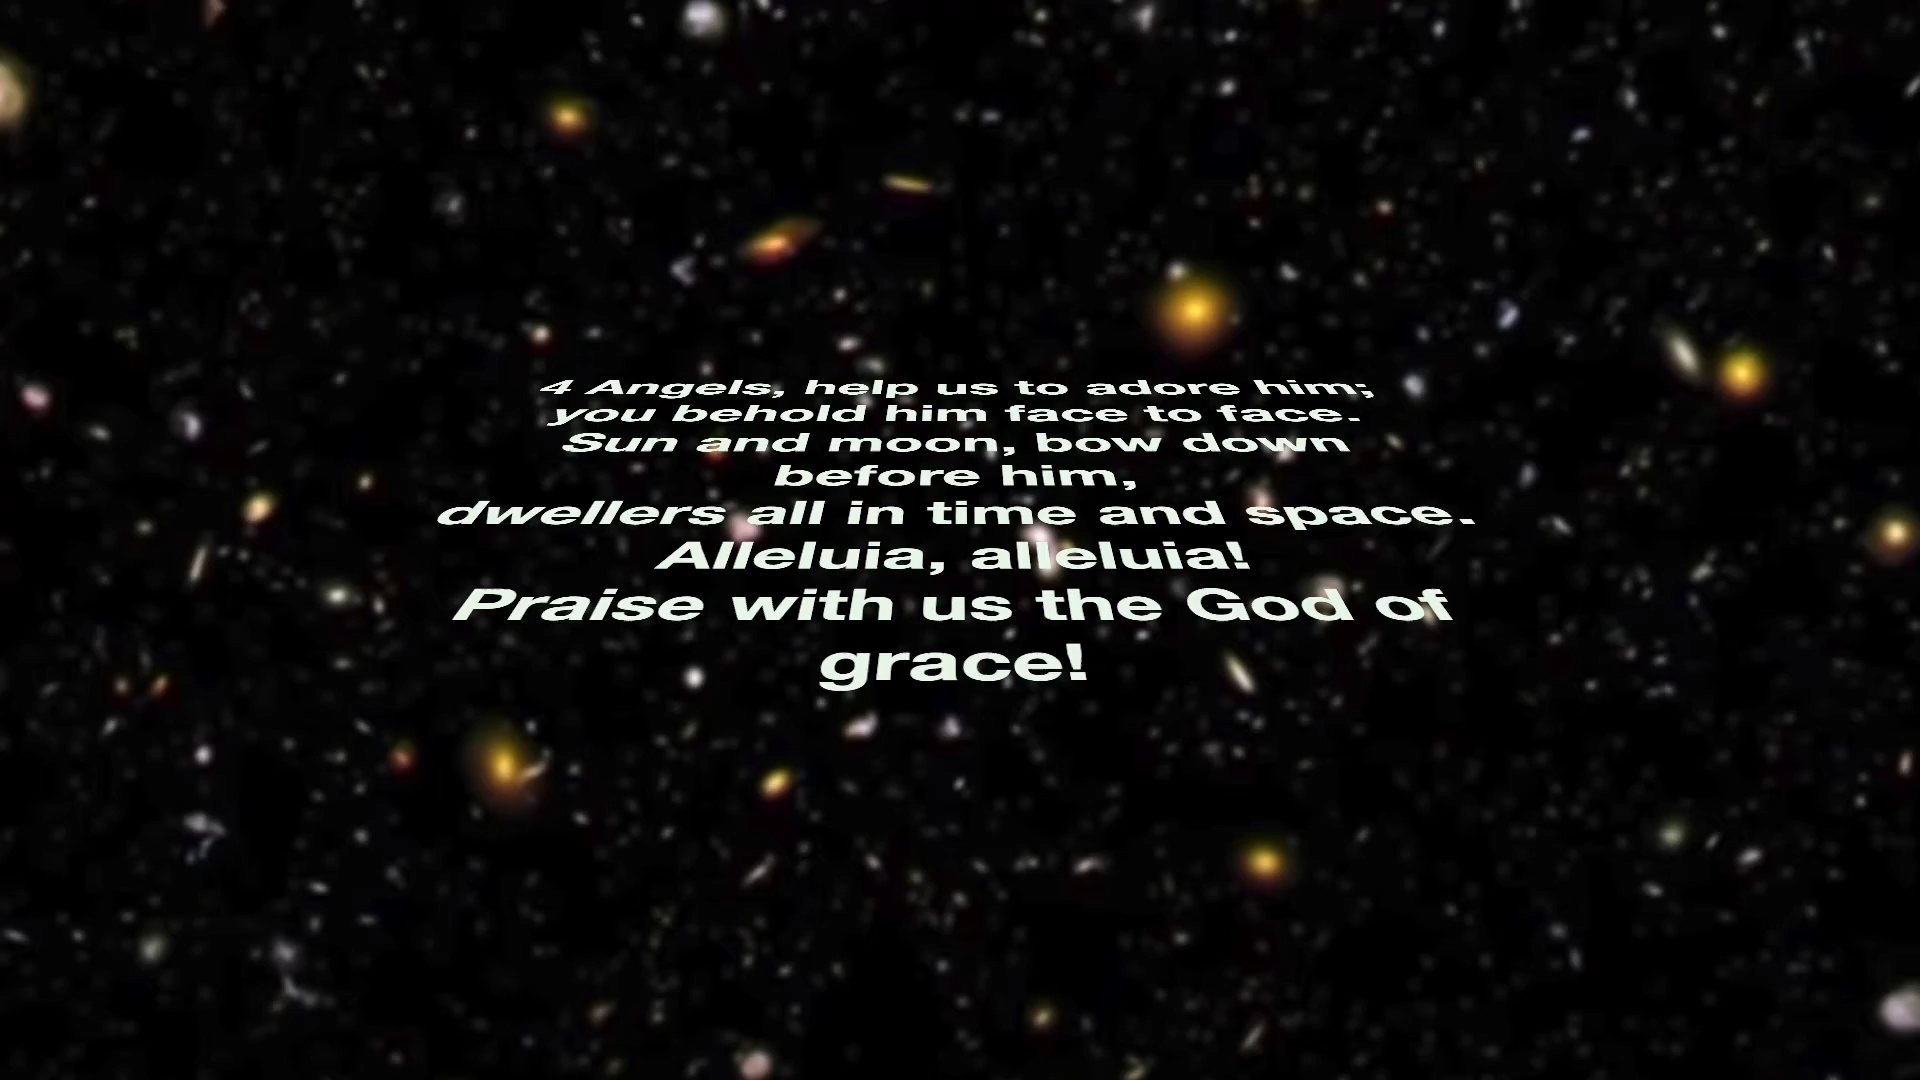 4 Angels, help us to adore him;
you behold him face to face.
Sun and moon, bow down
before him,
dwellers all in time and space.
Alleluia, alleluia!
Praise with us the God of
grace!